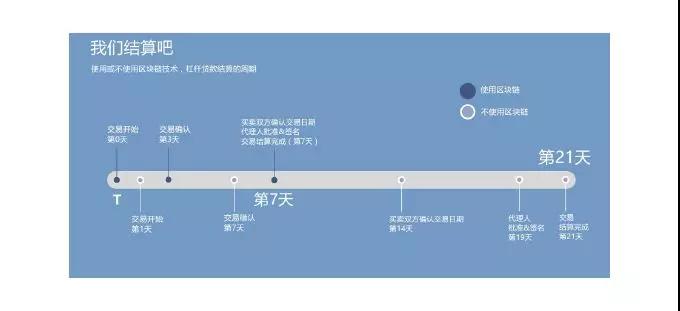 我们结算吧
使用或不使用区块链技术，杠杆贷款结算的周期
使用区块链
不使用区块链
交易开始
第0天
交易确认
第3天
买卖双方确认交易日期
代理人批准&签名
交易结算完成（第7天）
第21天
T
第7天
交易开始
第1天
交易确认
第7天
买卖双方确认交易日期
第14天
代理人
批准&签名
第19天
交易
结算完成
第21天